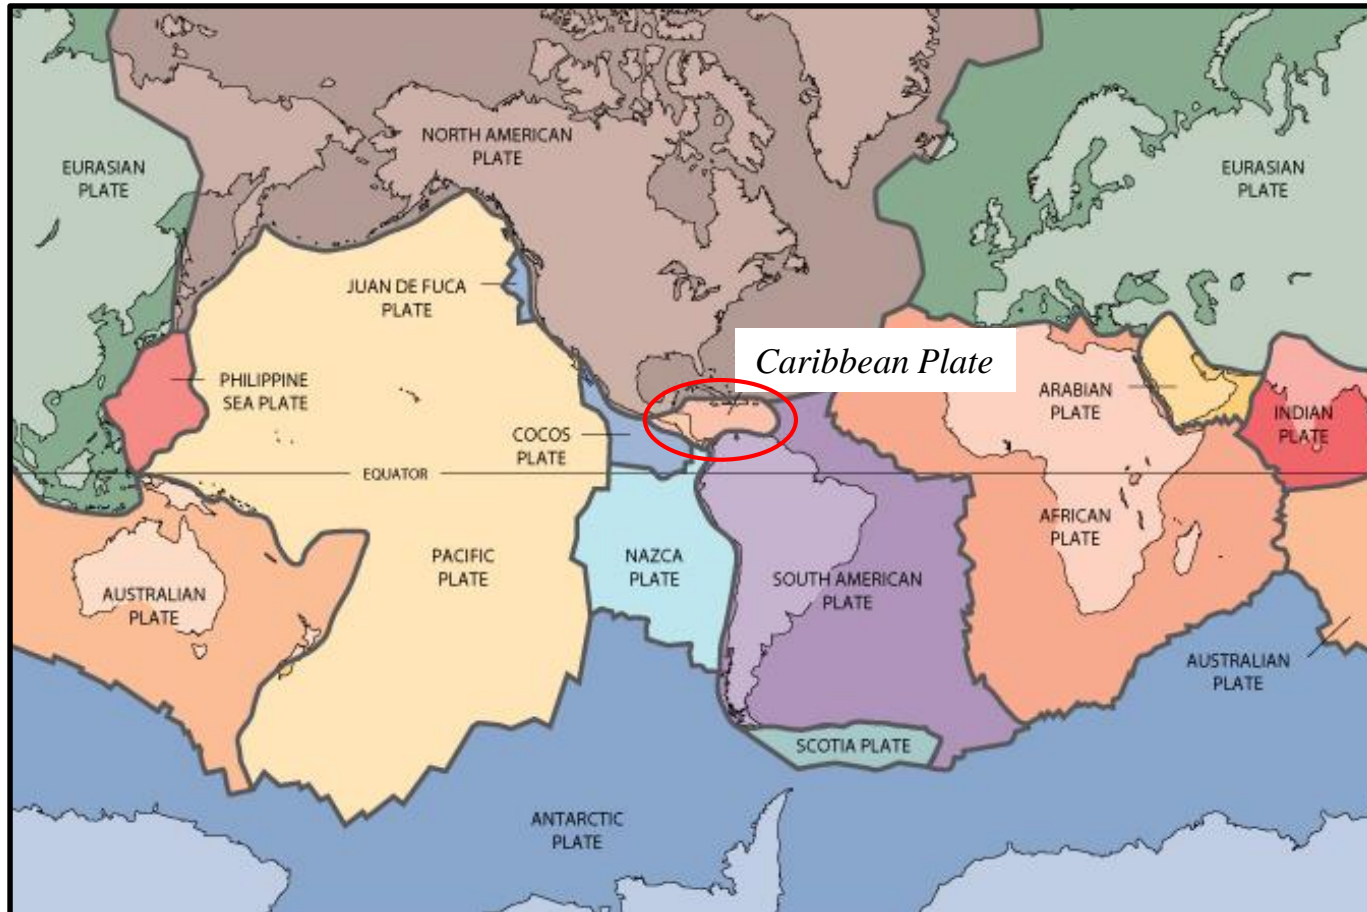 NORTH AMERICAN
PLATE
EURASIAN
PLATE
EURASIAN
PLATE
JUAN DE FUCA
PLATE
Caribbean Plate
PHILIPPINE
SEA PLATE
ARABIAN
PLATE
INDIAN
PLATE
COCOS
PLATE
EQUATOR
AFRICAN
PLATE
PACIFIC
PLATE
NAZCA
PLATE
SOUTH AMERICAN
PLATE
AUSTRALIAN
PLATE
AUSTRALIAN
PLATE
SCOTIA PLATE
ANTARCTIC
PLATE